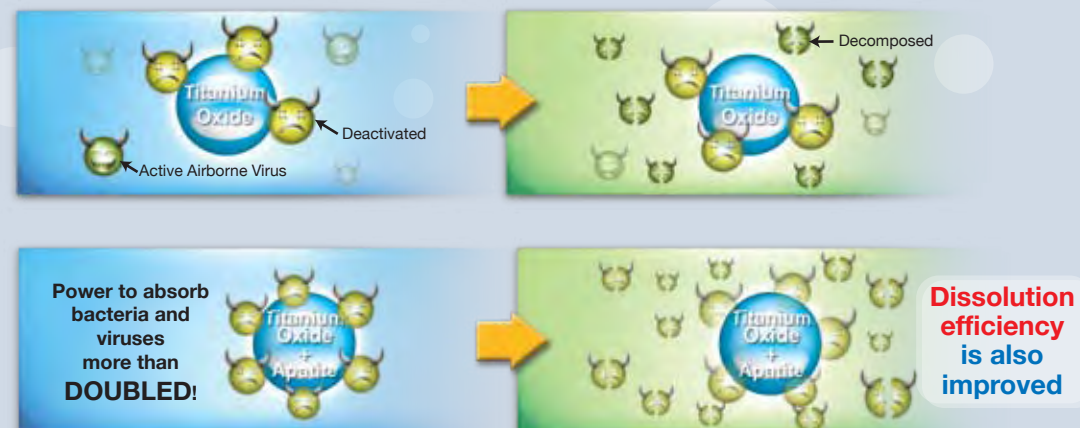 Titanium
Oxide
Deactivated
Active Airborne Virus
Titanium
Oxide
Decomposed
Power to absorb
bacteria and
viruses
more than
DOUBLED!
Titanium
Oxide
+
Apatite
Titanium
Oxide
+
Apatite
Dissolution
efficiency
is also
improved